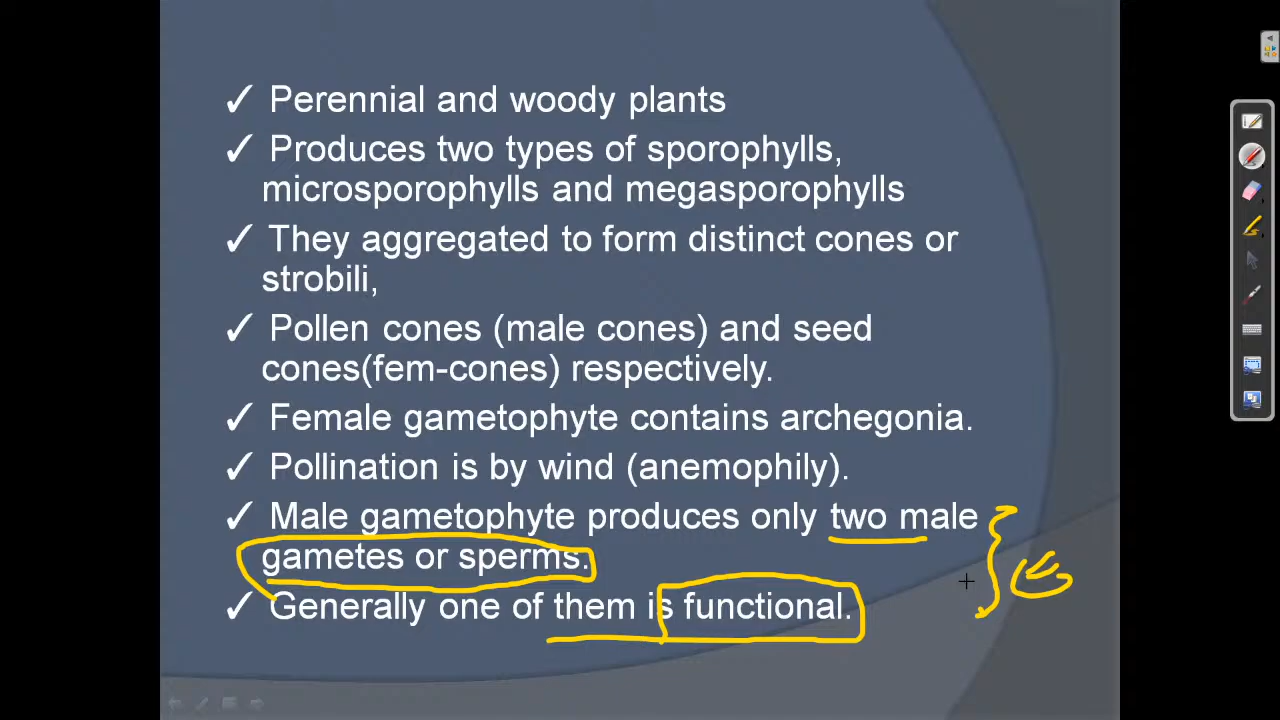 ✓ Perennial and woody plants
✓ Produces two types of sporophylls,
microsporophylls and megasporophylls
✓ They aggregated to form distinct cones or
strobili,
✓ Pollen cones (male cones) and seed
cones(fem-cones) respectively.
✓ Female gametophyte contains archegonia.
✓ Pollination is by wind (anemophily).
✓ Male gametophyte produces only two male
gametes or sperms.
✓ Generally one of them is functional.